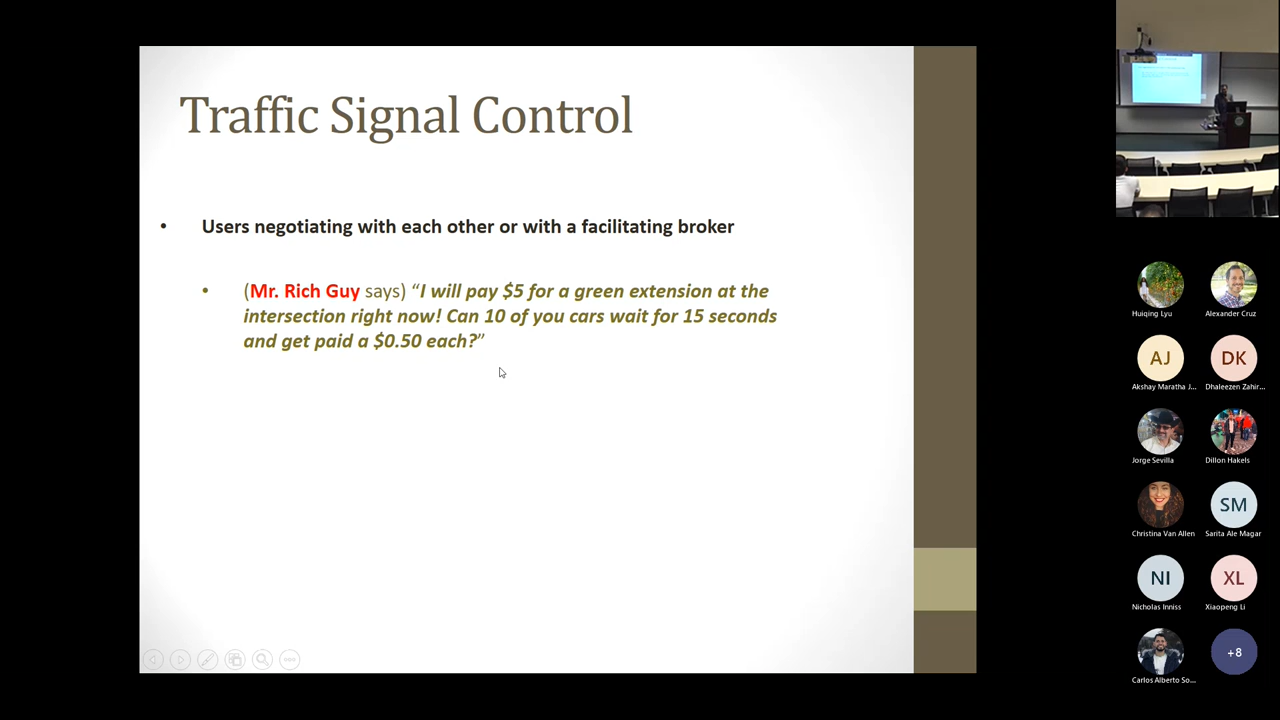 Traffic Signal Control
• Users negotiating with each other or with a facilitating broker
• (Mr. Rich Guy says) “I will pay $5 for a green extension at the
intersection right now! Can 10 of you cars wait for 15 seconds
and get paid a $0.50 each?”
Huiqing Lyu
Alexander Cruz
AJ
DK
Akshay Maratha J...
Dhaleezen Zahir...
Jorge Sevilla
Dillon Hakels
SM
Christina Van Allen
Sarita Ale Magar
NI
XL
Nicholas Inniss
Xiaopeng Li
+8
Carlos Alberto So...